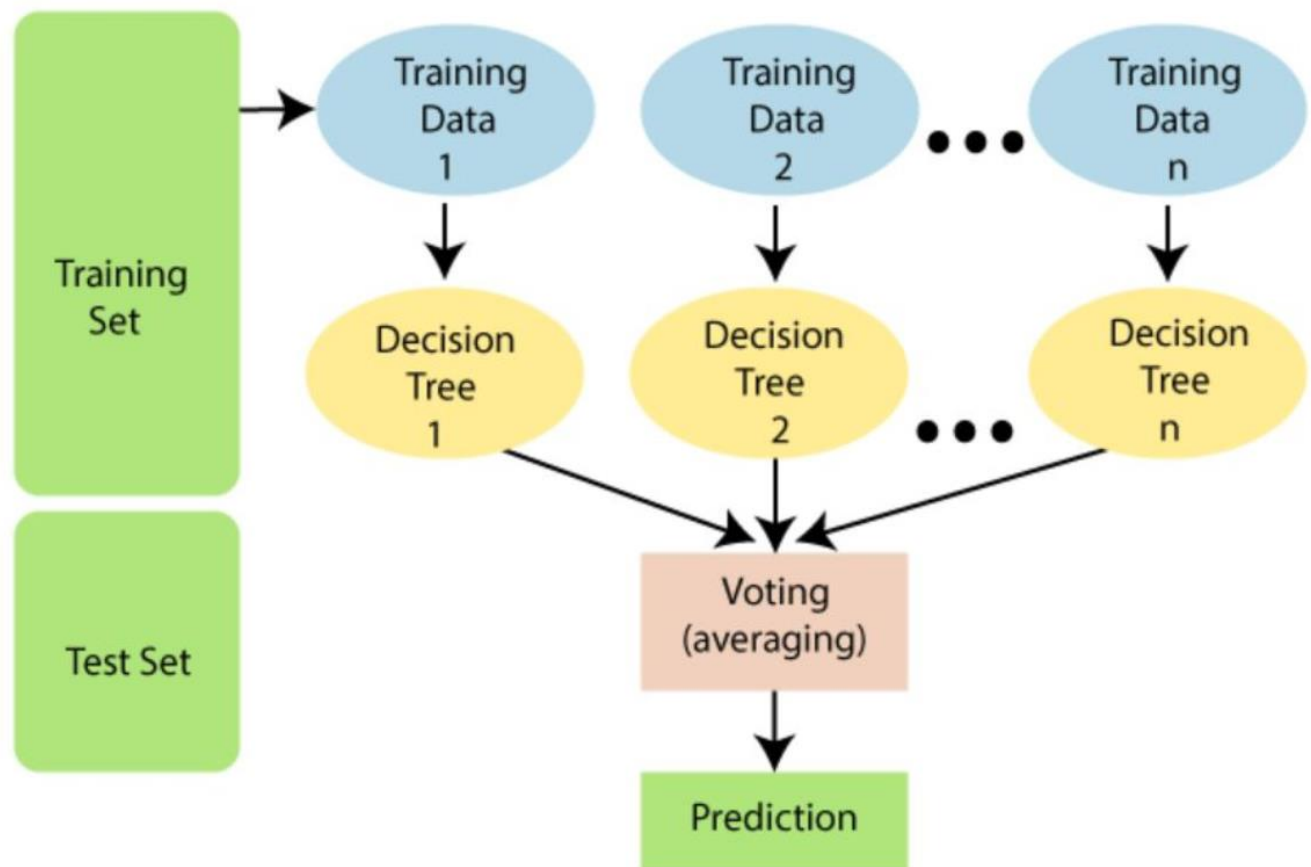 Training
Set
Test Set
Training
Data
1
Training
Data
2
Training
Data
n
Decision
Tree
1
Decision
Tree
2
Decision
Tree
n
Voting
(averaging)
Prediction